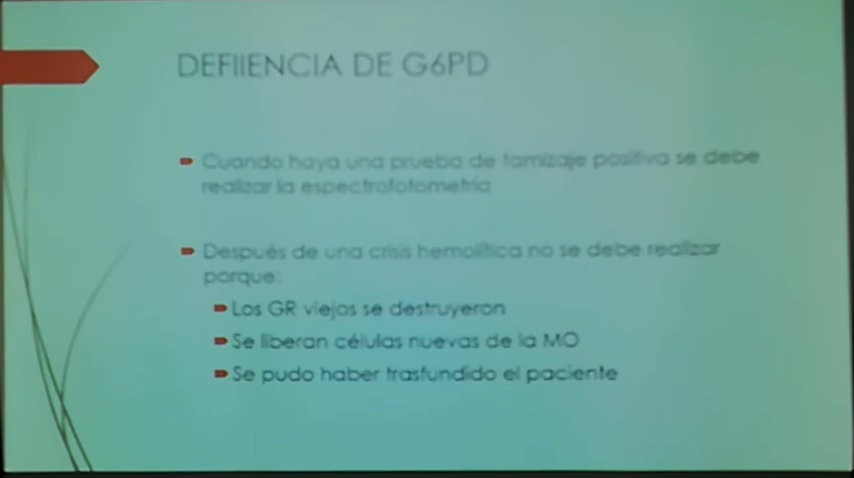 DEFIIENCIA DE G6PD
Cuando haya una prueba de tamizaje positiva se debe
realizar la espectrofotometria
Después de una crisis hemolítica no se debe realizar
porque:
Los GR viejos se destruyeron
Se liberan células nuevas de la MO
Se pudo haber trasfundido el paciente